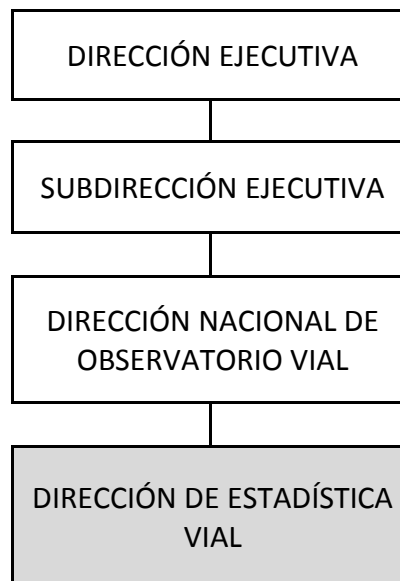 DIRECCIÓN EJECUTIVA
SUBDIRECCIÓN EJECUTIVA
DIRECCIÓN NACIONAL DE
OBSERVATORIO VIAL
DIRECCIÓN DE ESTADÍSTICA
VIAL